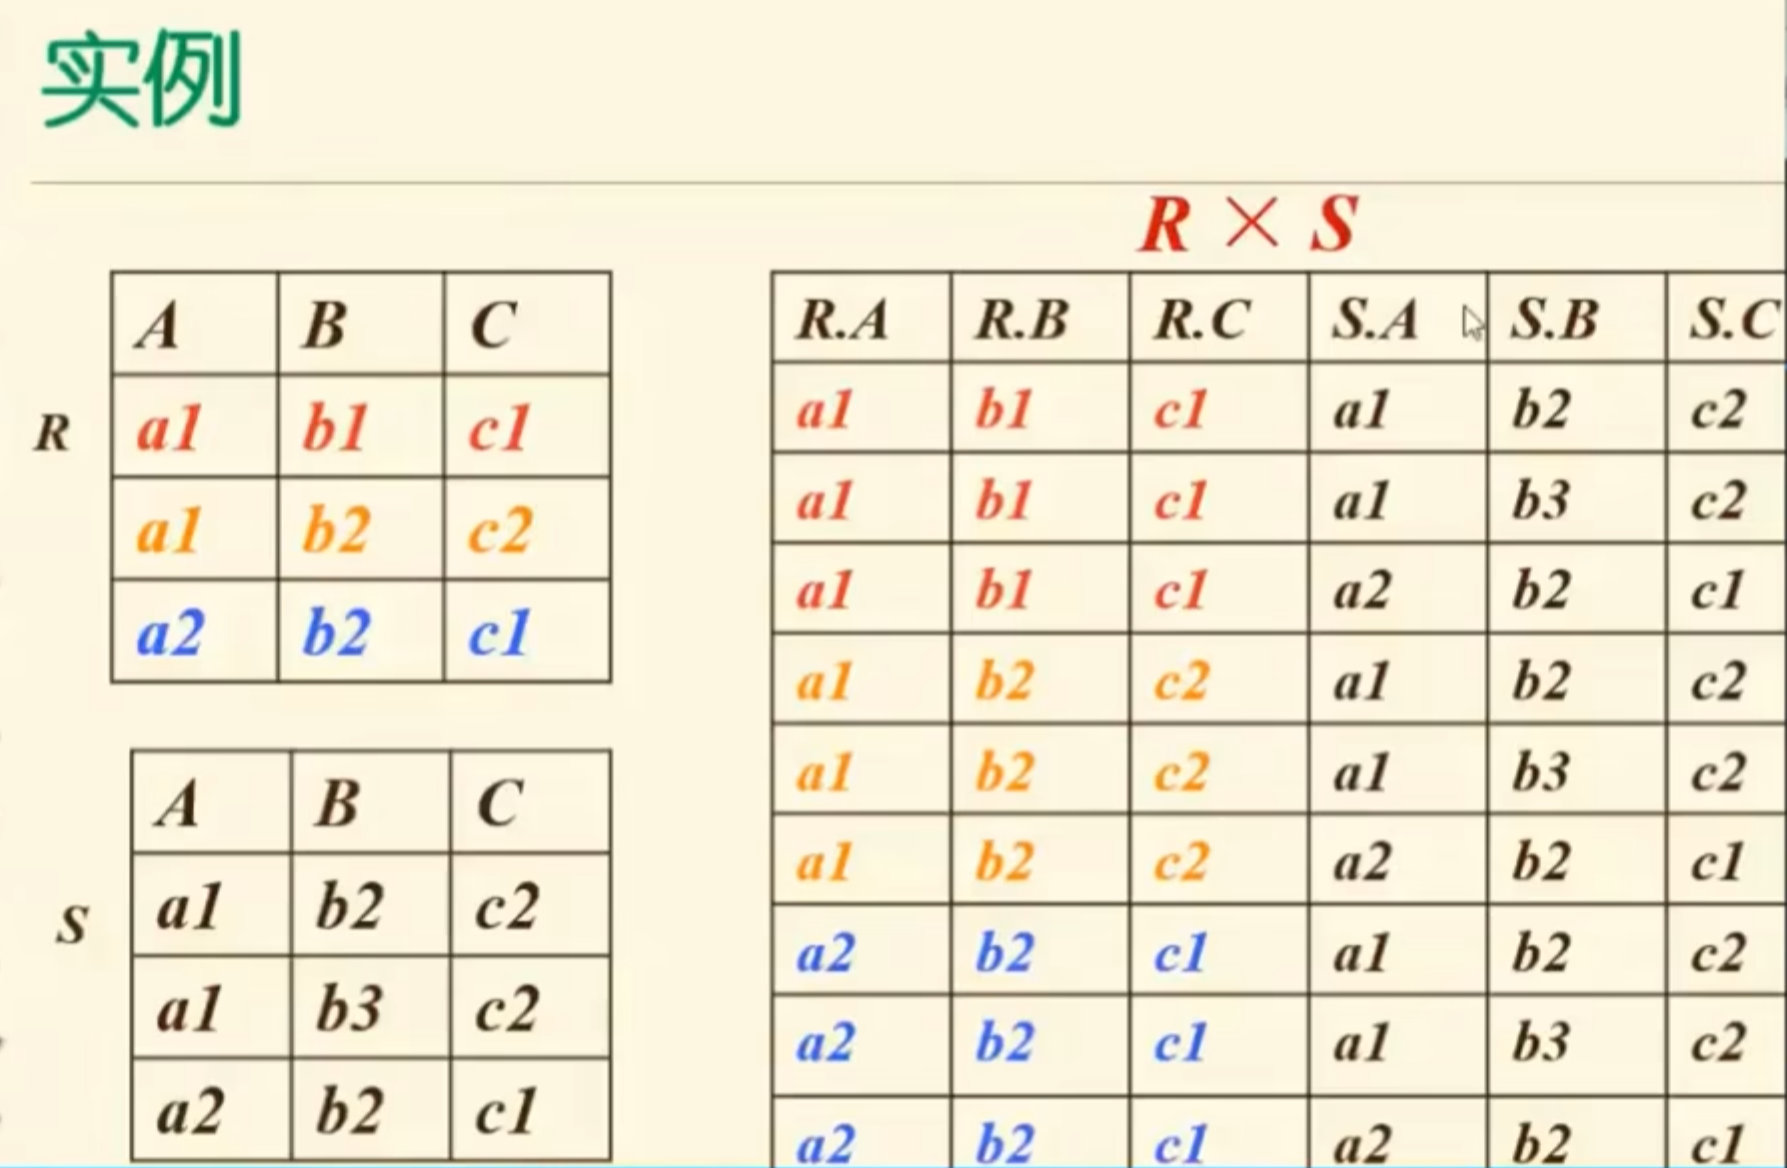 实例
R × S
A B C
R
a1 b1 c1
a1 b2 c2
a2 b2 c1
S
A B C
a1 b2 c2
a1 b3 c2
a2 b2 c1
R.A R.B R.C S.A S.B S.C
a1 b1 c1 a1 b2 c2
a1 b1 c1 a1 b3 c2
a1 b1 c1 a2 b2 c1
a1 b2 c2 a1 b2 c2
a1 b2 c2 a1 b3 c2
a1 b2 c2 a2 b2 c1
a2 b2 c1 a1 b2 c2
a2 b2 c1 a1 b3 c2
a2 b2 c1 a2 b2 c1